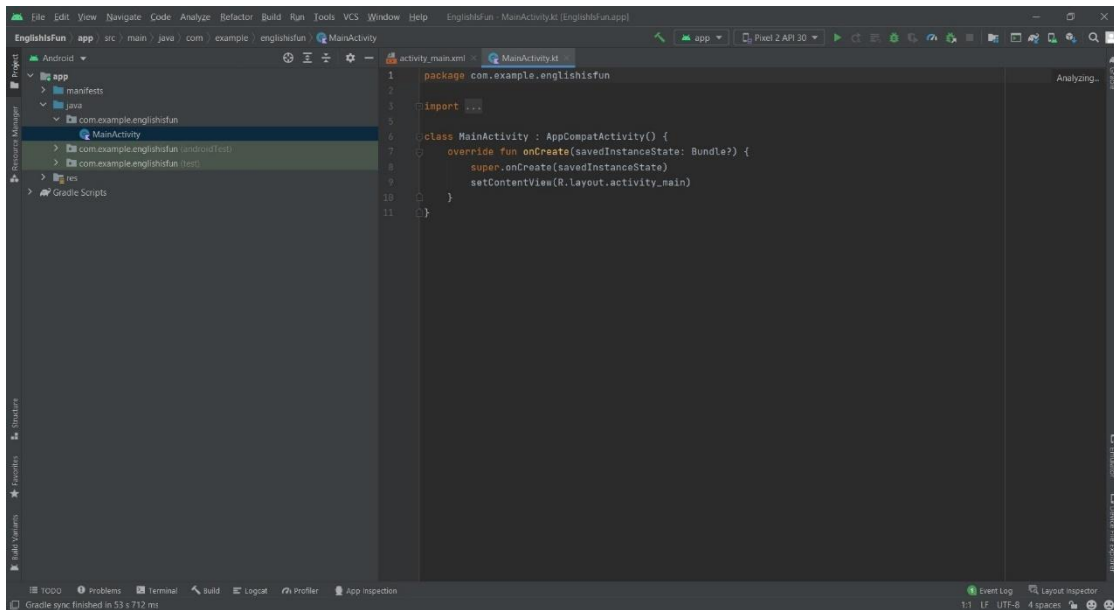 File Edit View Navigate Code Analyze Refactor Build Run Tools VCS Window Help EnglishIsFun - MainActivity.kt [EnglishIsFun.app]
EnglishIsFun app src main java com example englishisfun MainActivity app Pixel 2 API 30
Android activity_main.xml MainActivity.kt
Project
Resource Manager
Structure
Favorites
Build Variants
app
manifests
java
com.example.englishisfun
MainActivity
com.example.englishisfun (androidTest)
com.example.englishisfun (test)
res
Gradle Scripts
1 package com.example.englishisfun
2
3 import ...
5
6 class MainActivity : AppCompatActivity() {
7 override fun onCreate(savedInstanceState: Bundle?) {
8 super.onCreate(savedInstanceState)
9 setContentView(R.layout.activity_main)
10 }
11 }
Analyzing...
Emulator
Device File Explorer
TODO Problems Terminal Build Logcat Profiler App Inspection Event Log Layout Inspector
Gradle sync finished in 53 s 712 ms 1:1 LF UTF-8 4 spaces